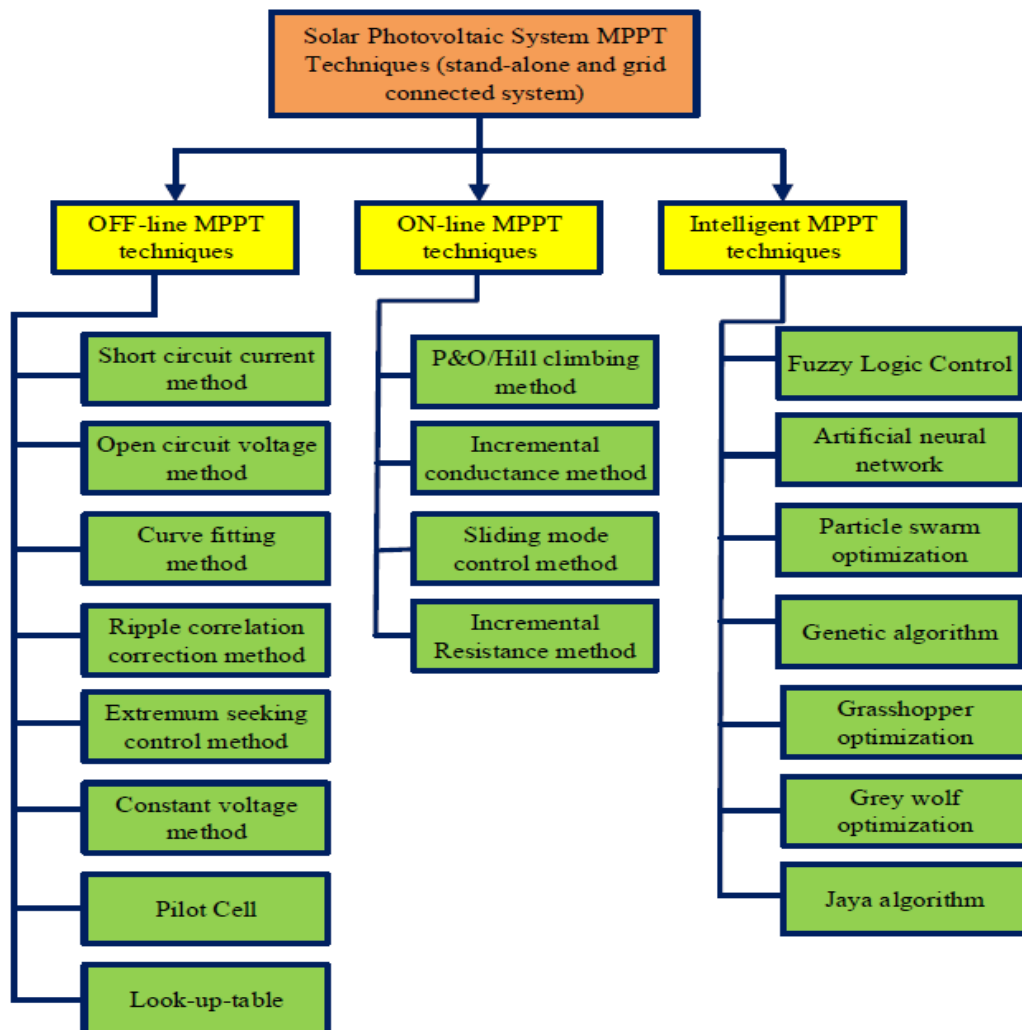 Solar Photovoltaic System MPPT
Techniques (stand-alone and grid
connected system)
OFF-line MPPT
techniques
ON-line MPPT
techniques
Intelligent MPPT
techniques
Short circuit current
method
Open circuit voltage
method
Curve fitting
method
Ripple correlation
correction method
Extremum seeking
control method
Constant voltage
method
Pilot Cell
Look-up-table
P&O/Hill climbing
method
Incremental
conductance method
Sliding mode
control method
Incremental
Resistance method
Fuzzy Logic Control
Artificial neural
network
Particle swarm
optimization
Genetic algorithm
Grasshopper
optimization
Grey wolf
optimization
Jaya algorithm